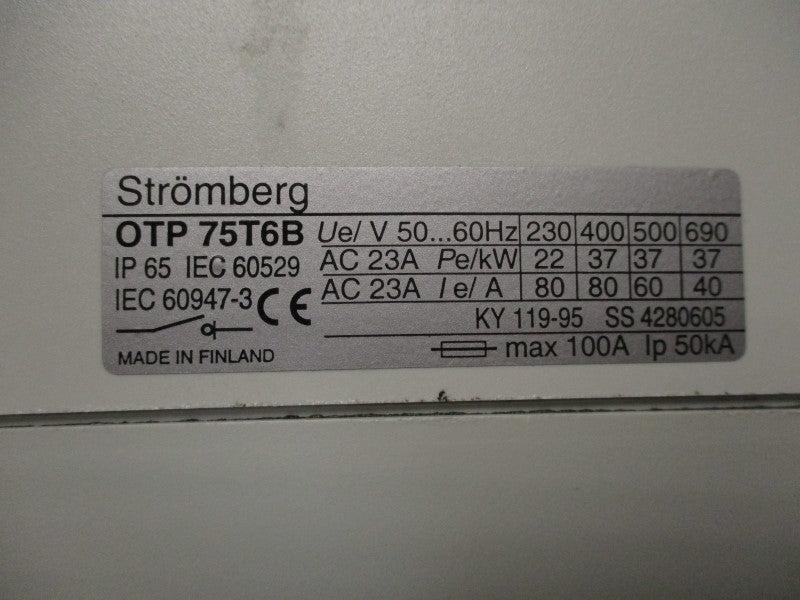 Strömberg
OTP 75T6B Ue/ V 50...60Hz 230 400 500 690
IP 65 IEC 60529 AC 23A Pe/kW 22 37 37 37
IEC 60947-3 CE AC 23A I e/ A 80 80 60 40
KY 119-95 SS 4280605
MADE IN FINLAND max 100A Ip 50kA